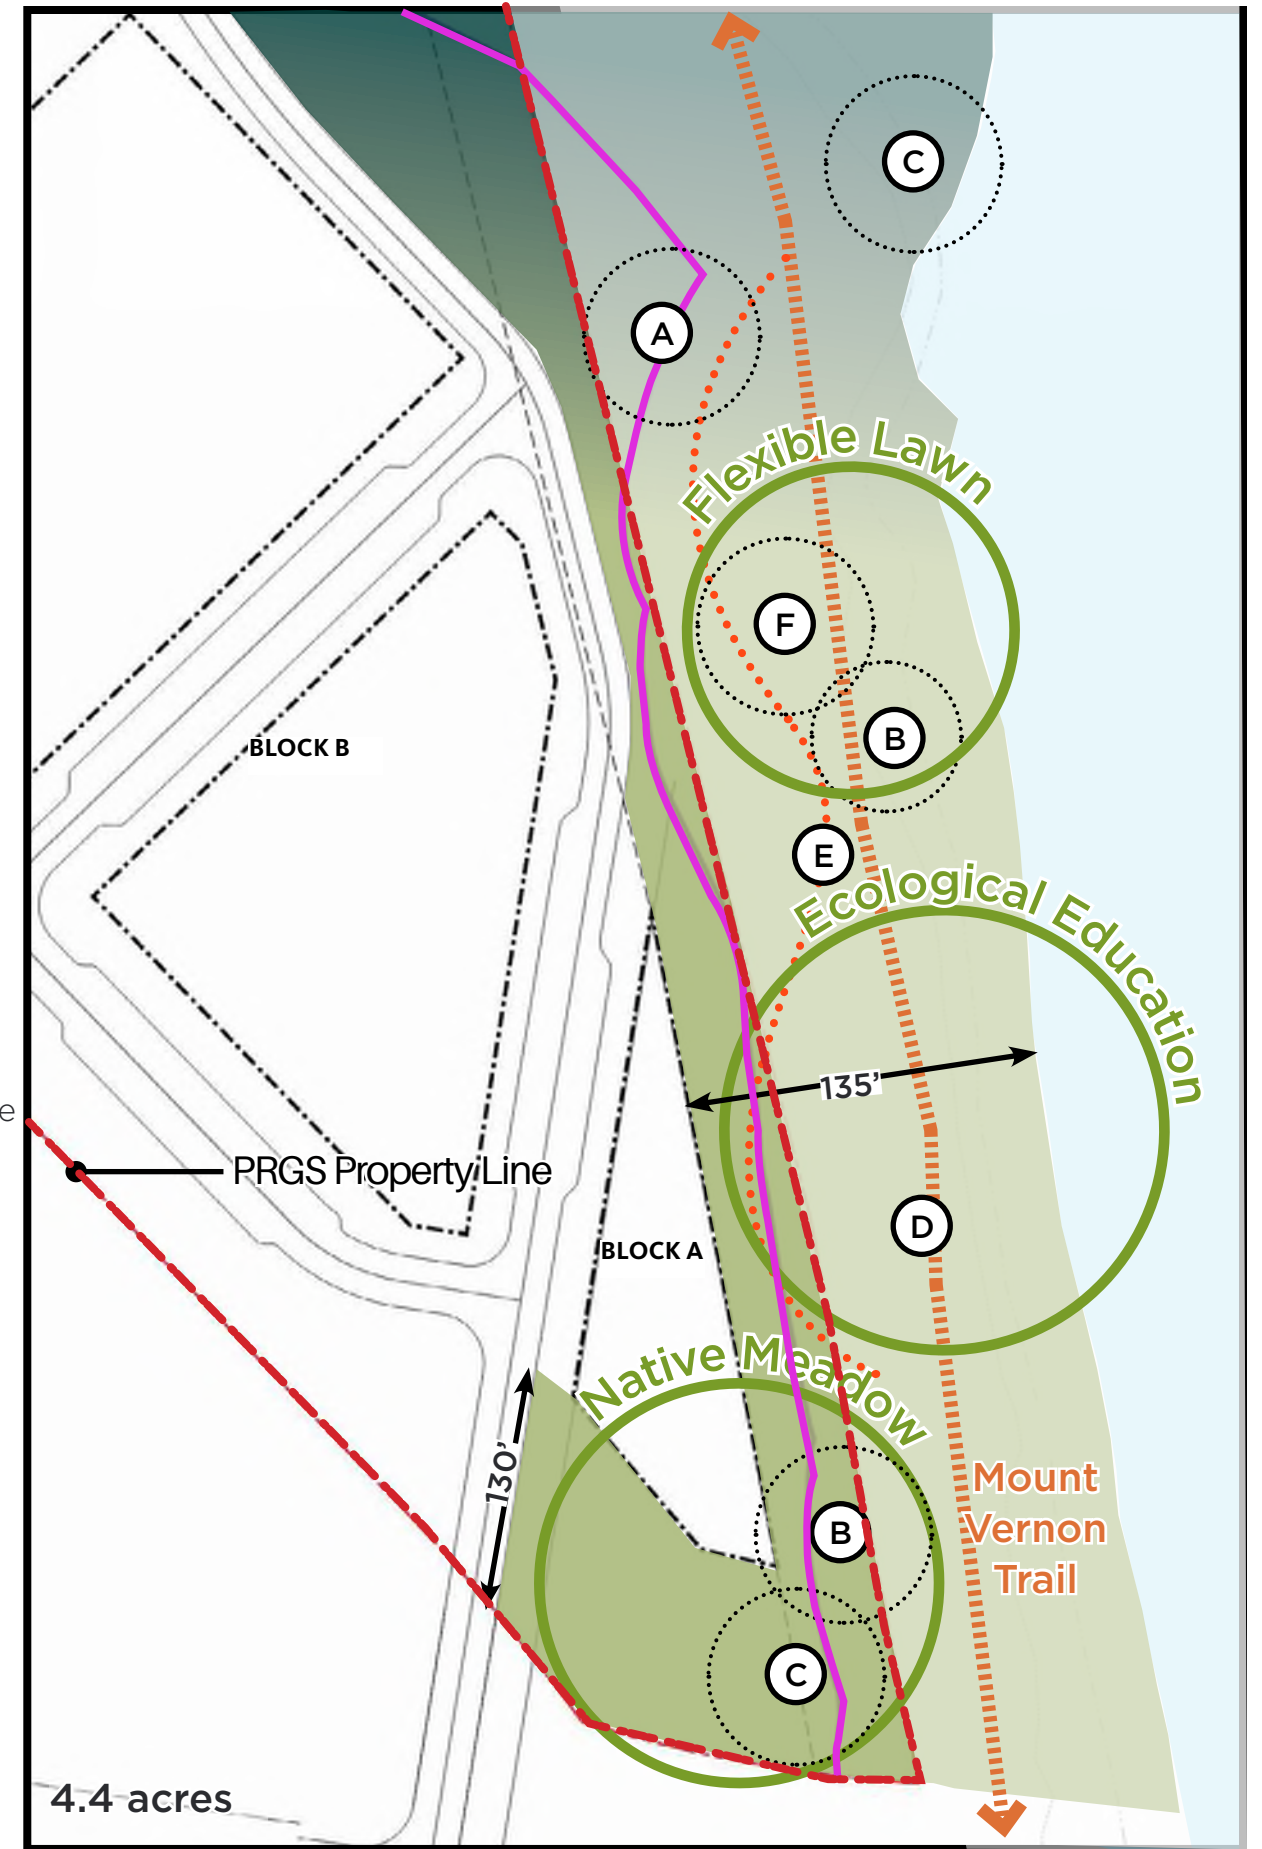 C
A
Flexible Lawn
F
B
BLOCK B
E
Ecological Education
135’
e
PRGS Property Line
D
BLOCK A
Native Meadow
130’
Mount
Vernon
Trail
B
C
4.4 acres